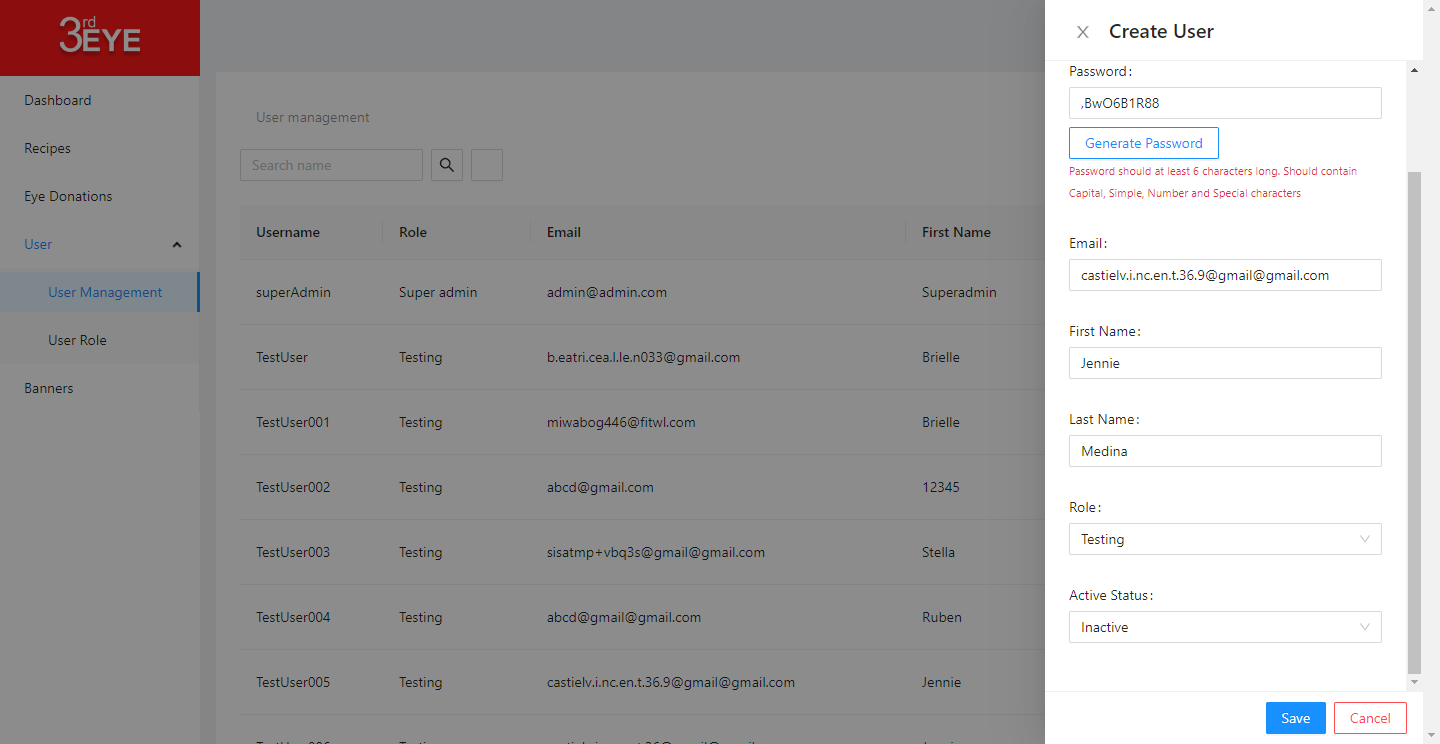 3rd EYE
Dashboard
Recipes
Eye Donations
User
User Management
User Role
Banners
User management
Search name
Username Role Email First Name
superAdmin Super admin admin@admin.com Superadmin
TestUser Testing b.eatri.cea.l.le.n033@gmail.com Brielle
TestUser001 Testing miwabog446@fitwl.com Brielle
TestUser002 Testing abcd@gmail.com 12345
TestUser003 Testing sisatmp+vbq3s@gmail@gmail.com Stella
TestUser004 Testing abcd@gmail@gmail.com Ruben
TestUser005 Testing castielv.i.nc.en.t.36.9@gmail@gmail.com Jennie
Create User
Password:
,BwO6B1R88
Generate Password
Password should at least 6 characters long. Should contain
Capital, Simple, Number and Special characters
Email:
castielv.i.nc.en.t.36.9@gmail@gmail.com
First Name:
Jennie
Last Name:
Medina
Role:
Testing
Active Status:
Inactive
Save
Cancel